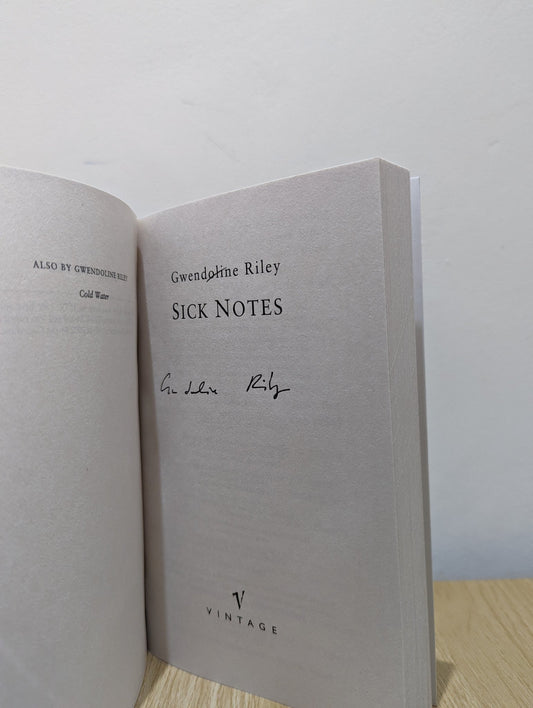 ALSO BY GWENDOLINE RILEY
Cold Water
Gwendoline Riley
SICK NOTES
Gwendoline Riley
V
VINTAGE